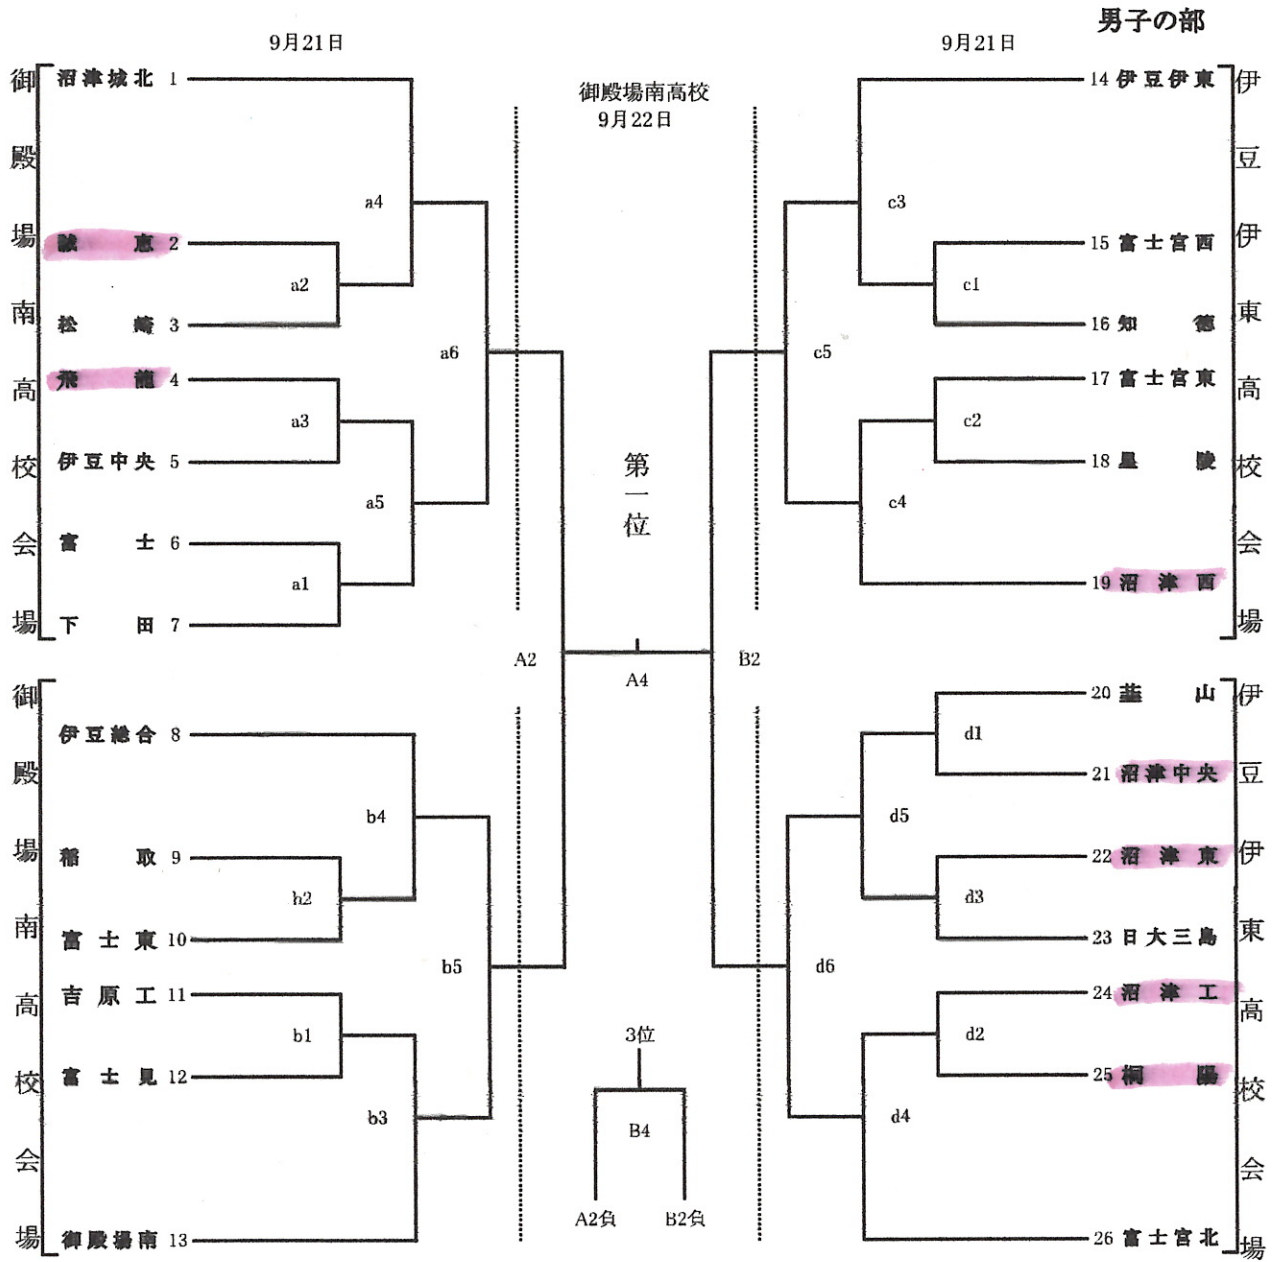 男子の部
9月21日
9月21日
御殿場南高校
9月22日
御殿場南高校会場
沼津城北 1
誠恵 2
松崎 3
飛龍 4
伊豆中央 5
富士 6
下田 7
a4
a2
a6
a3
a5
a1
御殿場南高校会場
伊豆総合 8
稲取 9
富士東 10
吉原工 11
富士見 12
御殿場南 13
b4
b2
b5
b1
b3
第一位
A2
A4
B2
3位
B4
A2負
B2負
伊豆伊東高校会場
14 伊豆伊東
15 富士宮西
16 知徳
17 富士宮東
18 星陵
19 沼津西
c3
c1
c5
c2
c4
伊豆伊東高校会場
20 韮山
21 沼津中央
22 沼津東
23 日大三島
24 沼津工
25 桐陽
26 富士宮北
d1
d5
d3
d6
d2
d4